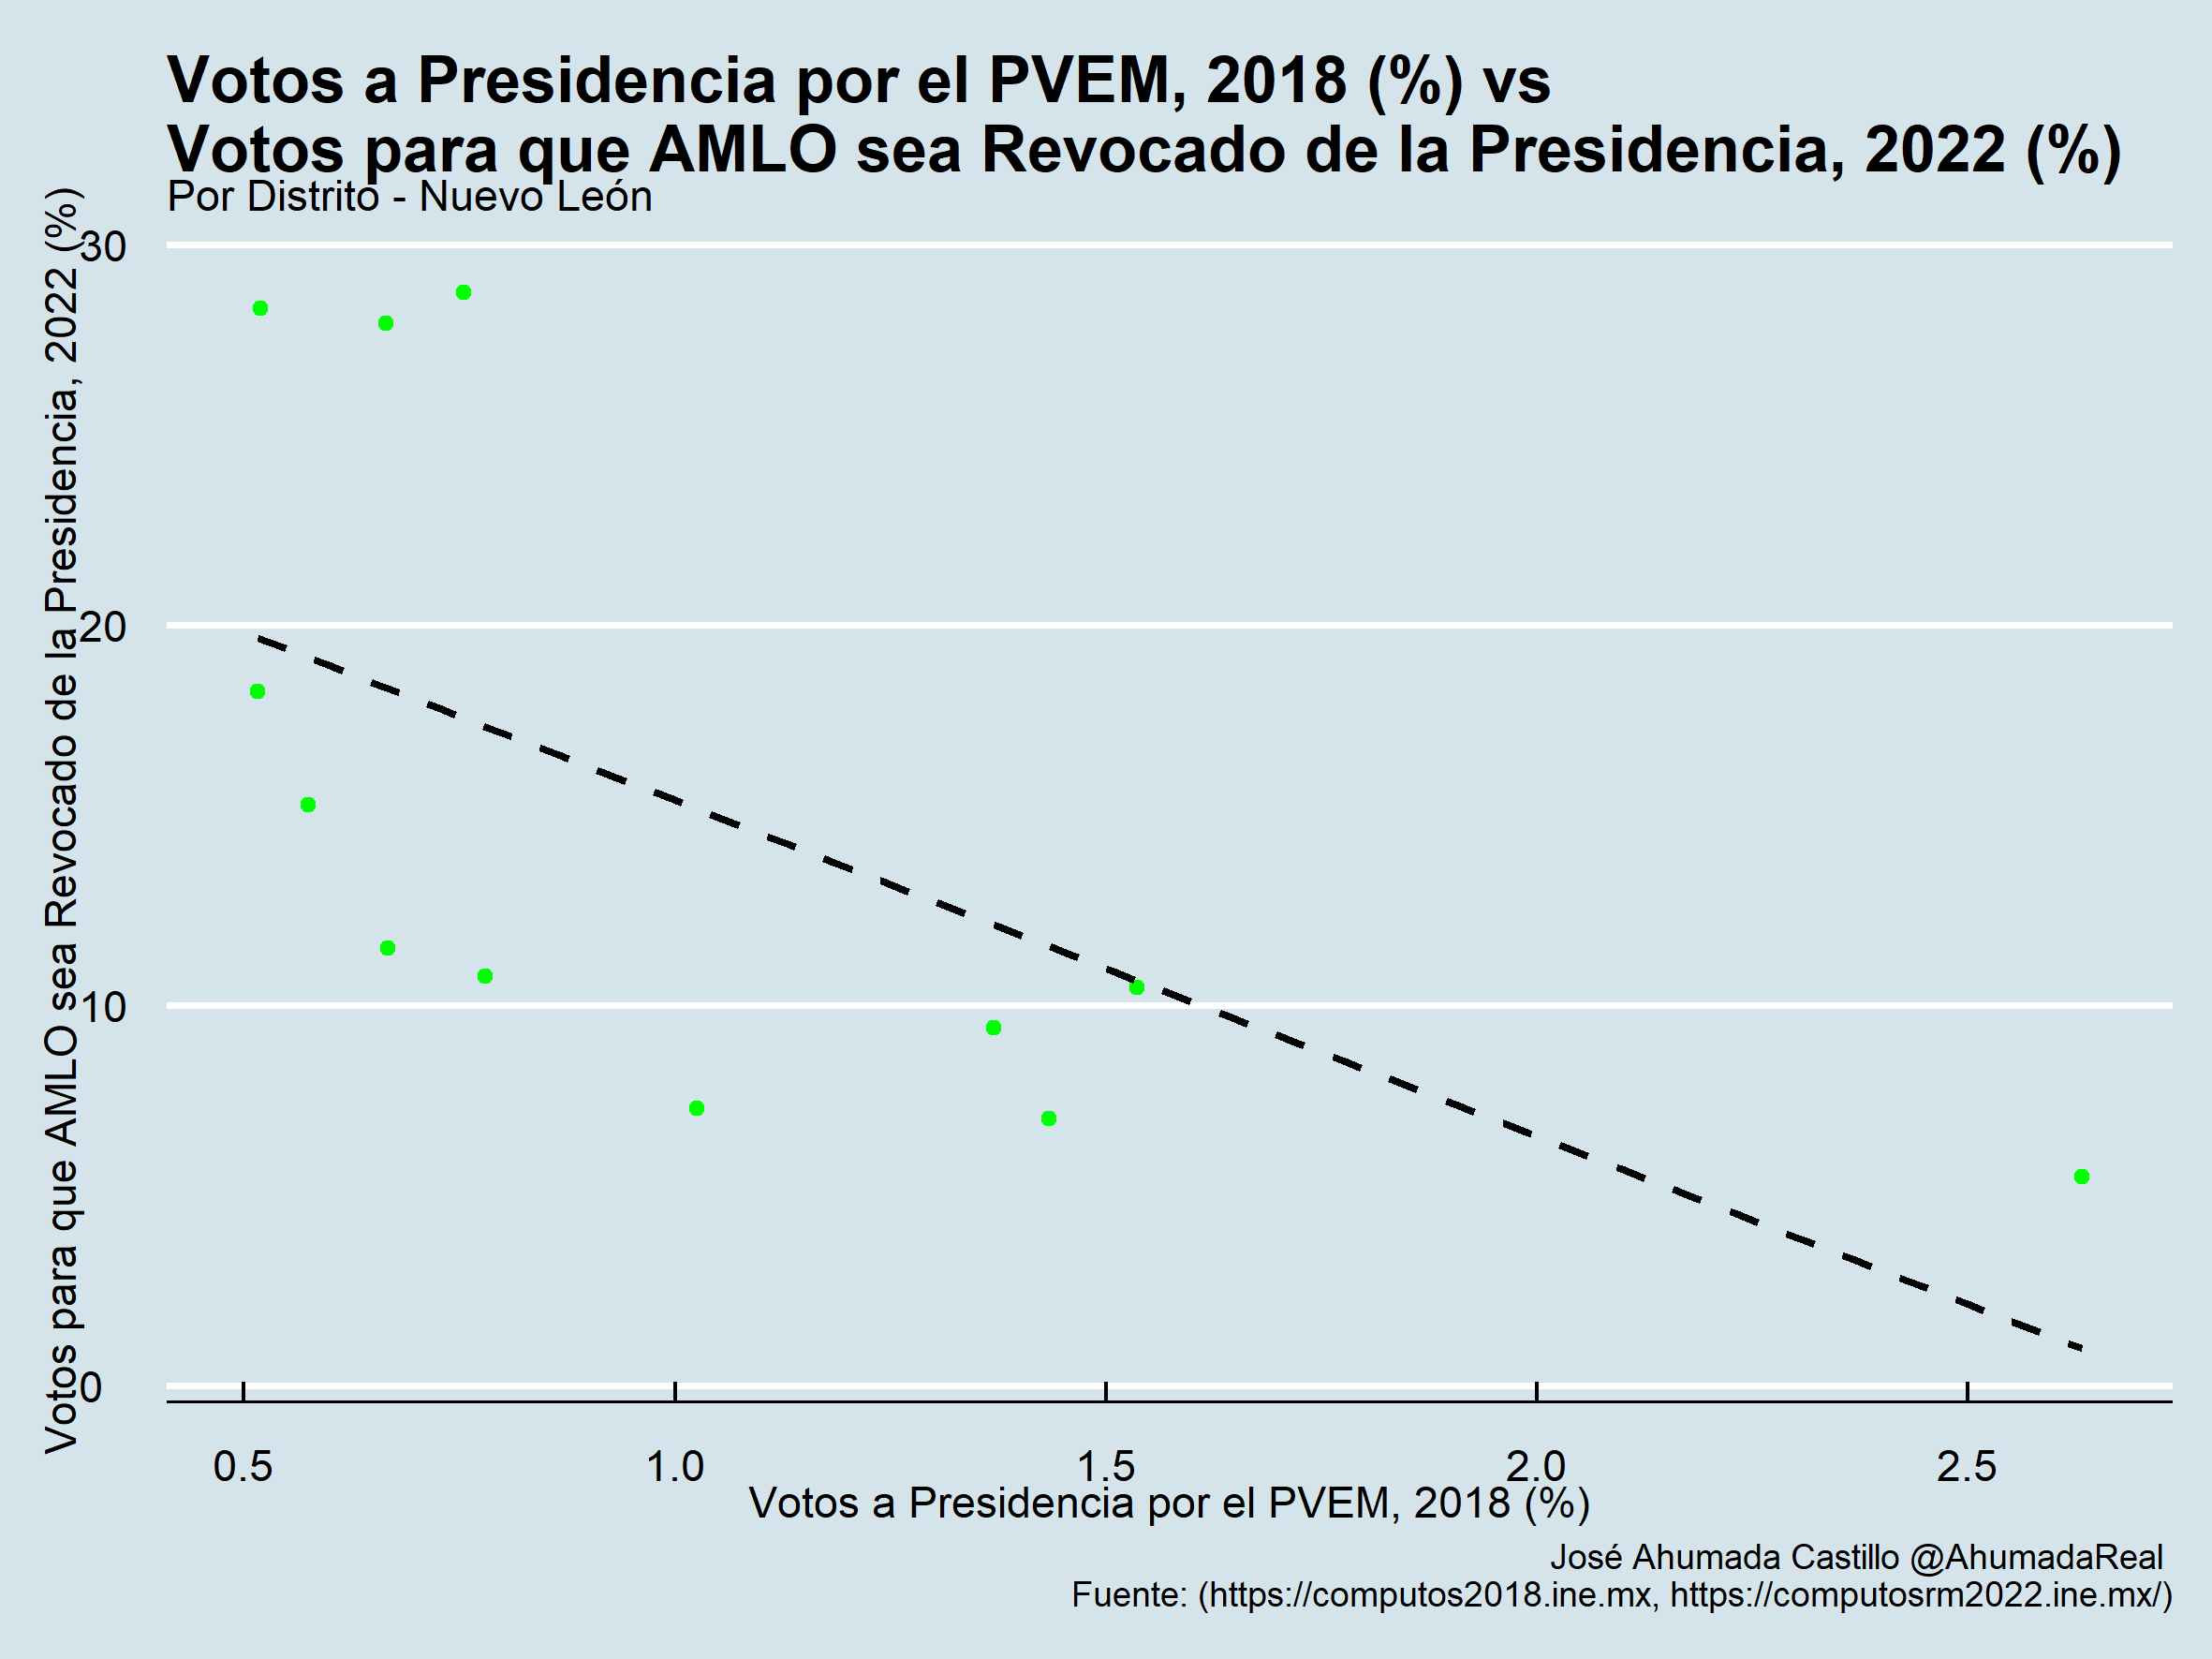 Votos a Presidencia por el PVEM, 2018 (%) vs
Votos para que AMLO sea Revocado de la Presidencia, 2022 (%)
Por Distrito - Nuevo León
Votos para que AMLO sea Revocado de la Presidencia, 2022 (%)
30
20
10
0
0.5
1.0
1.5
2.0
2.5
Votos a Presidencia por el PVEM, 2018 (%)
José Ahumada Castillo @AhumadaReal
Fuente: (https://computos2018.ine.mx, https://computosrm2022.ine.mx/)